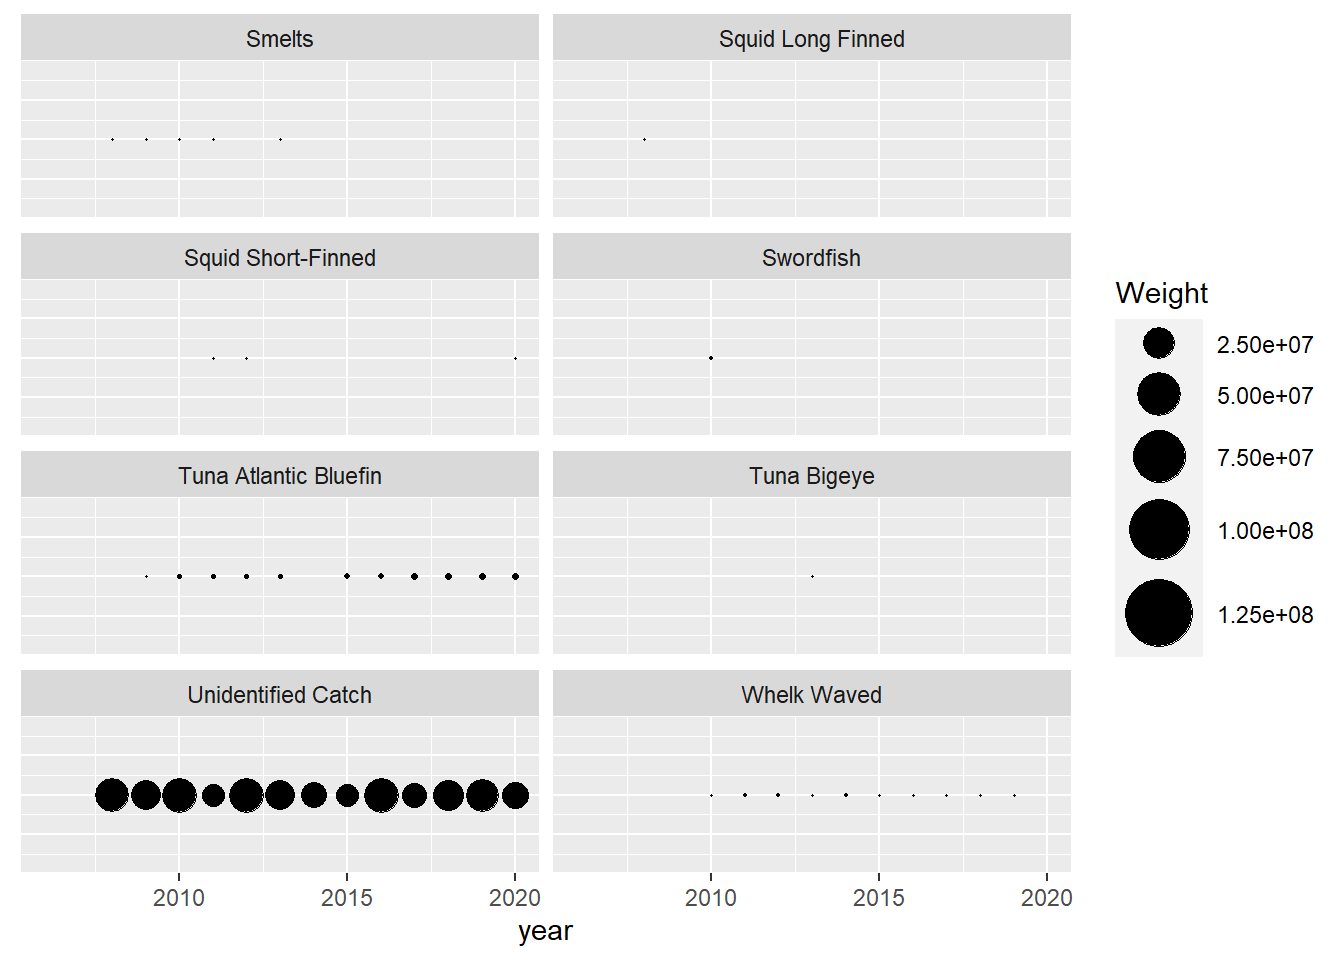 Smelts
Squid Long Finned
Squid Short-Finned
Swordfish
Tuna Atlantic Bluefin
Tuna Bigeye
Unidentified Catch
Whelk Waved
2010 2015 2020
2010 2015 2020
year
Weight
2.50e+07
5.00e+07
7.50e+07
1.00e+08
1.25e+08